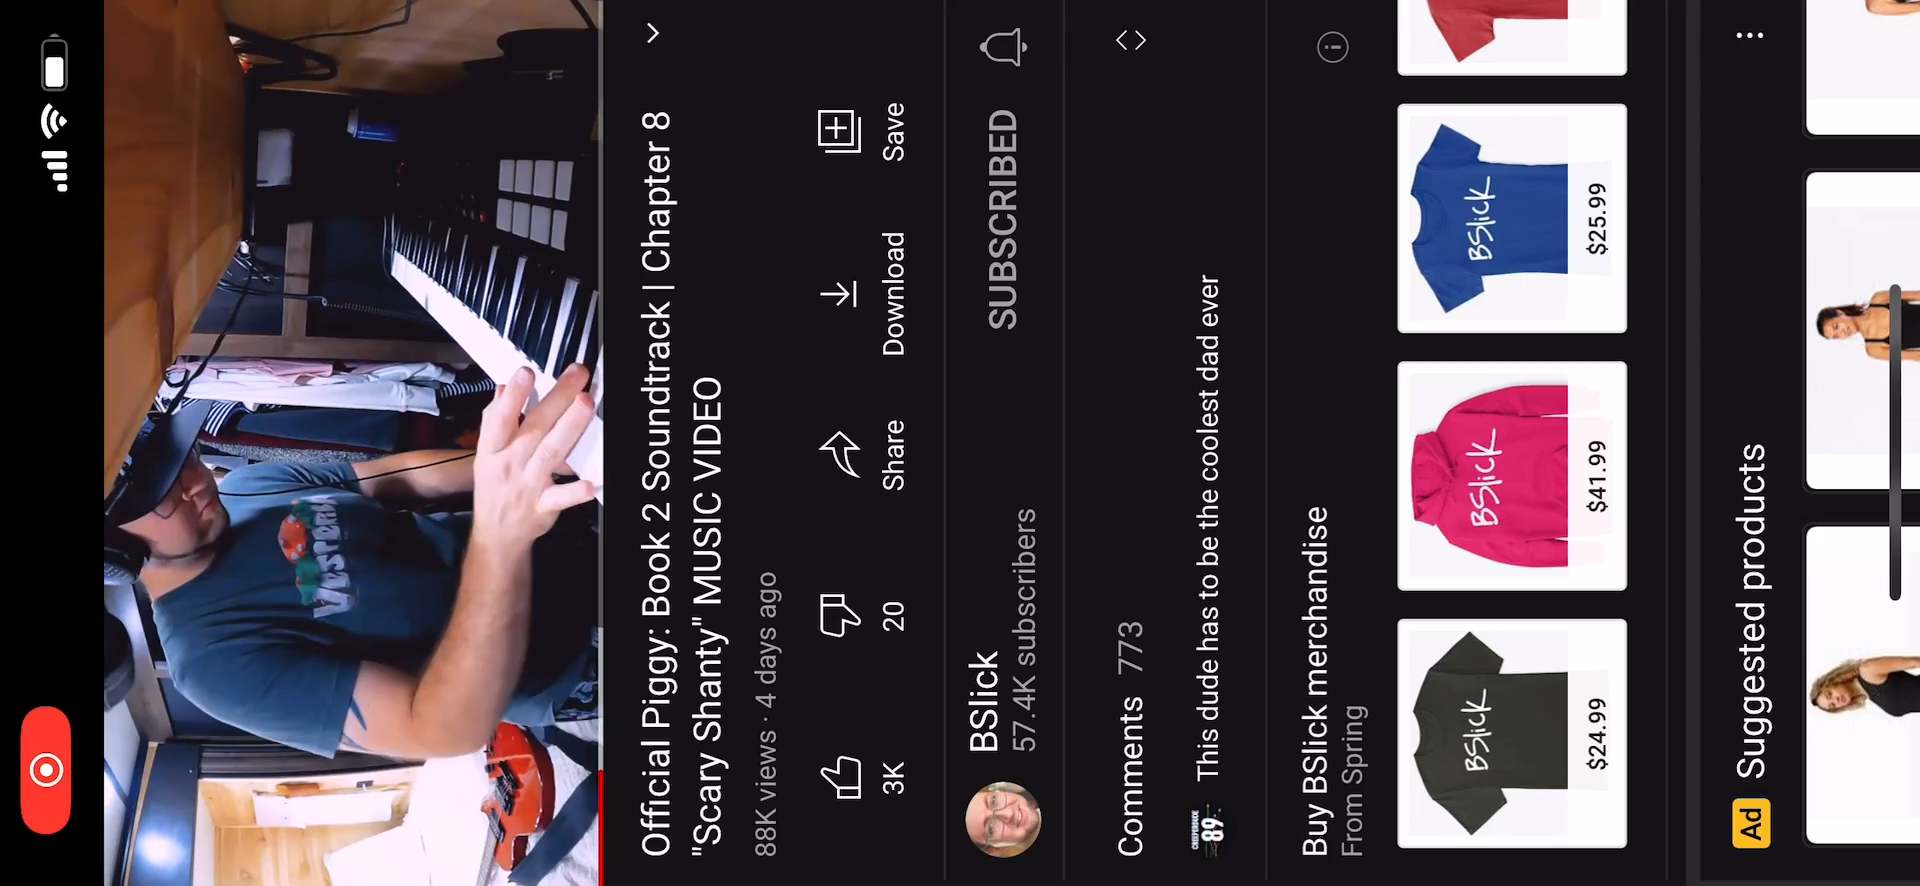 Official Piggy: Book 2 Soundtrack | Chapter 8
"Scary Shanty" MUSIC VIDEO
88K views · 4 days ago
3K
20
Share
Download
Save
BSlick
57.4K subscribers
SUBSCRIBED
Comments 773
This dude has to be the coolest dad ever
Buy BSlick merchandise
From Spring
BSlick
$24.99
BSlick
$41.99
BSlick
$25.99
Ad Suggested products